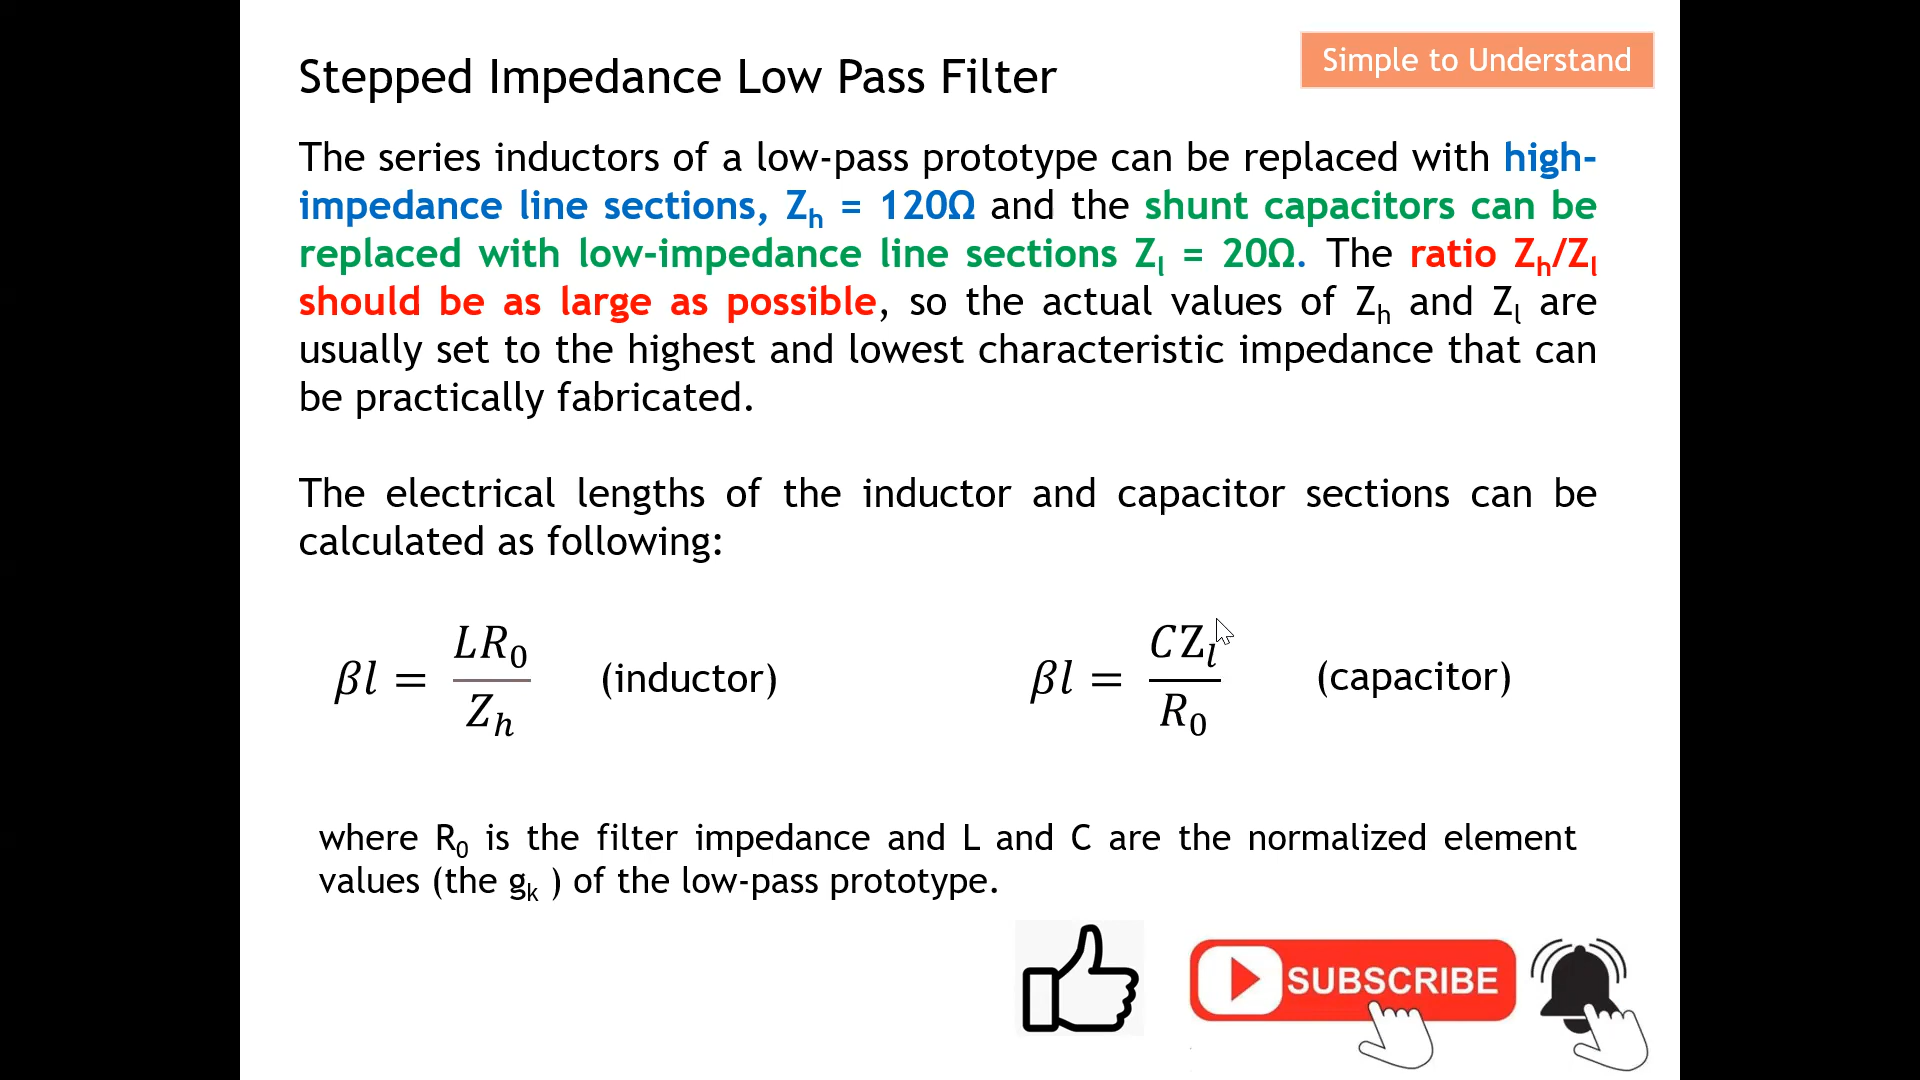 Simple to Understand
Stepped Impedance Low Pass Filter
The series inductors of a low-pass prototype can be replaced with high-
impedance line sections, Zh = 120Ω and the shunt capacitors can be
replaced with low-impedance line sections Zl = 20Ω. The ratio Zh/Zl
should be as large as possible, so the actual values of Zh and Zl are
usually set to the highest and lowest characteristic impedance that can
be practically fabricated.
The electrical lengths of the inductor and capacitor sections can be
calculated as following:
βl = LR0/Zh (inductor) βl = CZl/R0 (capacitor)
where R0 is the filter impedance and L and C are the normalized element
values (the gk ) of the low-pass prototype.
SUBSCRIBE